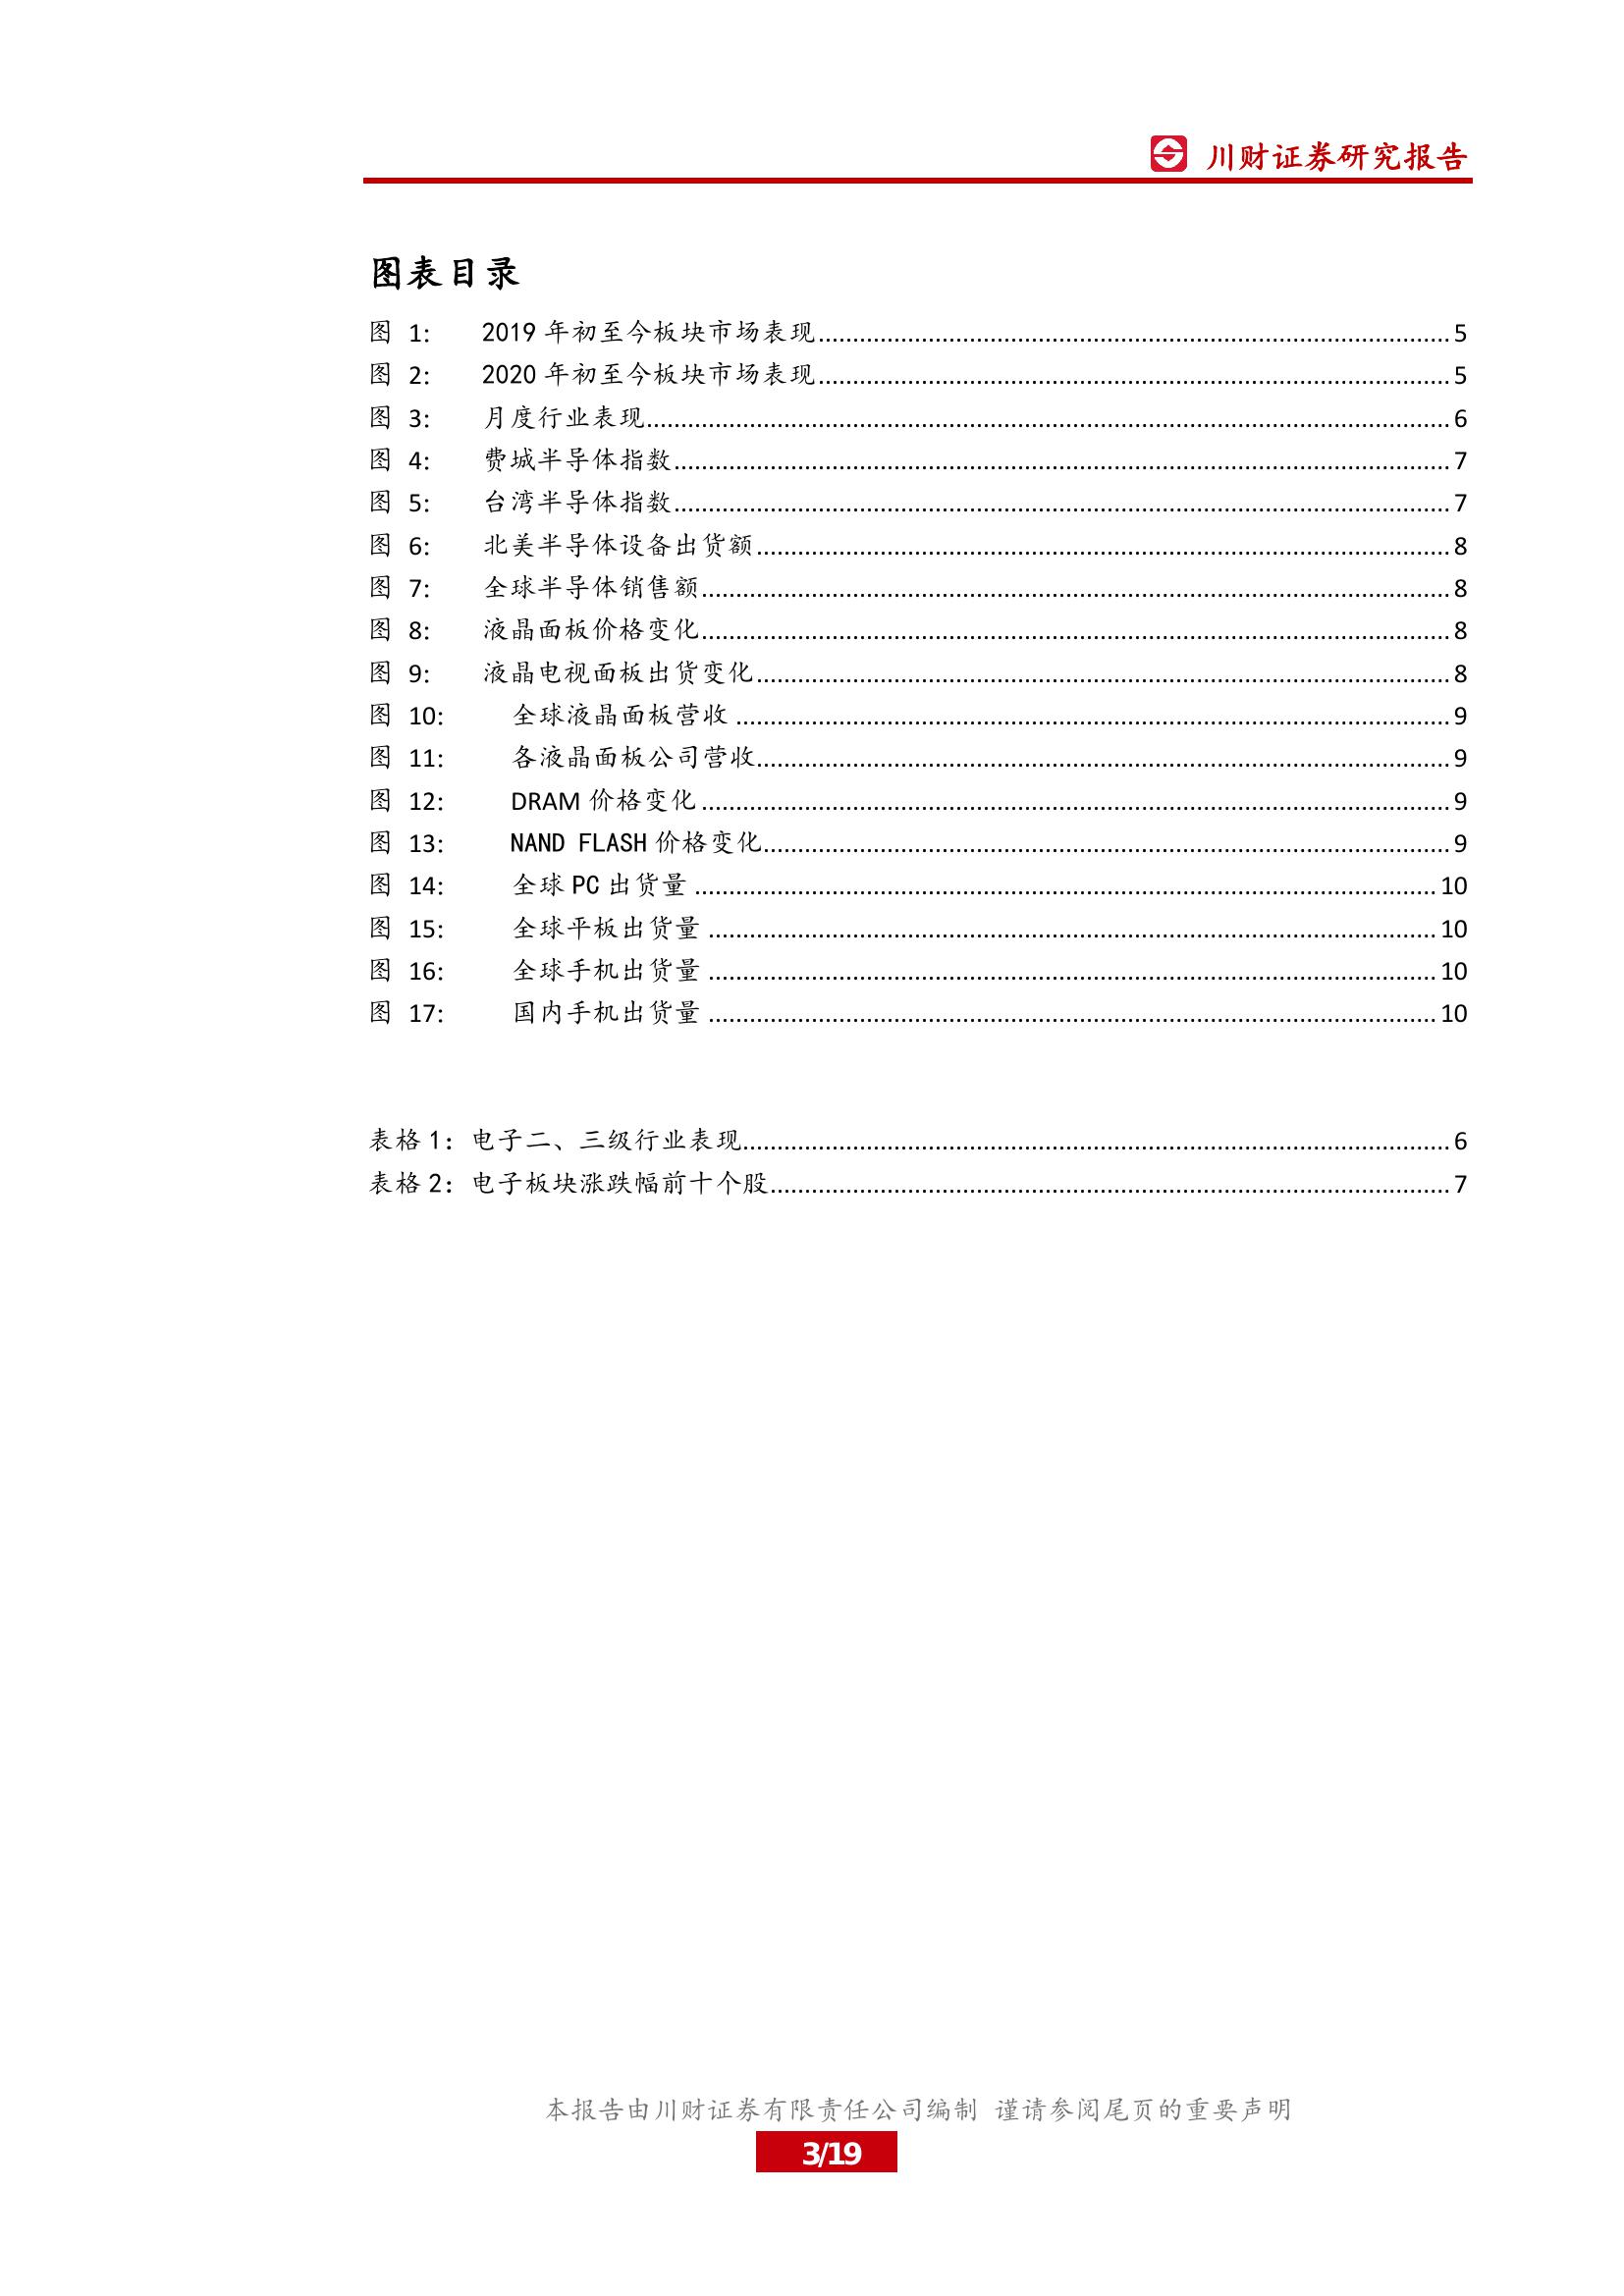 川财证券研究报告
图表目录
图 1: 2019 年初至今板块市场表现 5
图 2: 2020 年初至今板块市场表现 5
图 3: 月度行业表现 6
图 4: 费城半导体指数 7
图 5: 台湾半导体指数 7
图 6: 北美半导体设备出货额 8
图 7: 全球半导体销售额 8
图 8: 液晶面板价格变化 8
图 9: 液晶电视面板出货变化 8
图 10: 全球液晶面板营收 9
图 11: 各液晶面板公司营收 9
图 12: DRAM 价格变化 9
图 13: NAND FLASH 价格变化 9
图 14: 全球 PC 出货量 10
图 15: 全球平板出货量 10
图 16: 全球手机出货量 10
图 17: 国内手机出货量 10
表格 1：电子二、三级行业表现 6
表格 2：电子板块涨跌幅前十个股 7
本报告由川财证券有限责任公司编制 谨请参阅尾页的重要声明
3/19